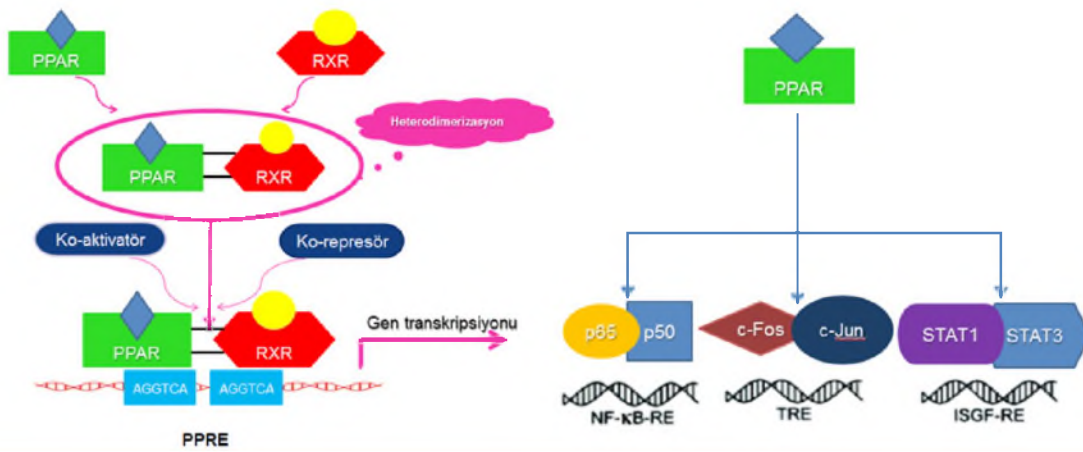 PPAR
RXR
Heterodimerizasyon
PPAR
RXR
Ko-aktivatör
Ko-represör
PPAR
RXR
Gen transkripsiyonu
AGGTCA
AGGTCA
PPRE
PPAR
p65
p50
c-Fos
c-Jun
STAT1
STAT3
NF-κB-RE
TRE
ISGF-RE